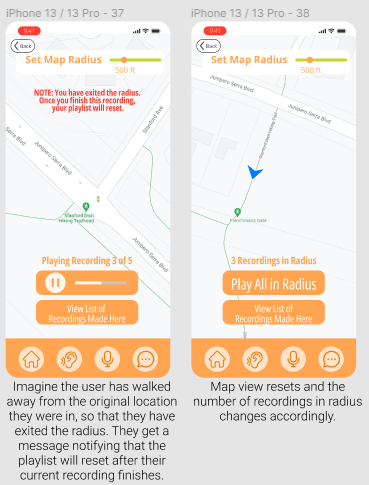 iPhone 13 / 13 Pro - 37
9:41
Back
Set Map Radius
500 ft
NOTE: You have exited the radius.
Once you finish this recording,
your playlist will reset.
Stanford Ave
Serra Blvd
Junipero Serra Blvd
Stanford Dish
Hiking Trailhead
Junipero Serra Blvd
Playing Recording 3 of 5
View List of
Recordings Made Here
Imagine the user has walked
away from the original location
they were in, so that they have
exited the radius. They get a
message notifying that the
playlist will reset after their
current recording finishes.
iPhone 13 / 13 Pro - 38
9:41
Back
Set Map Radius
500 ft
Junipero Serra Blvd
Junipero Serra Blvd
Frenchman's Gate
3 Recordings in Radius
Play All in Radius
View List of
Recordings Made Here
Map view resets and the
number of recordings in radius
changes accordingly.